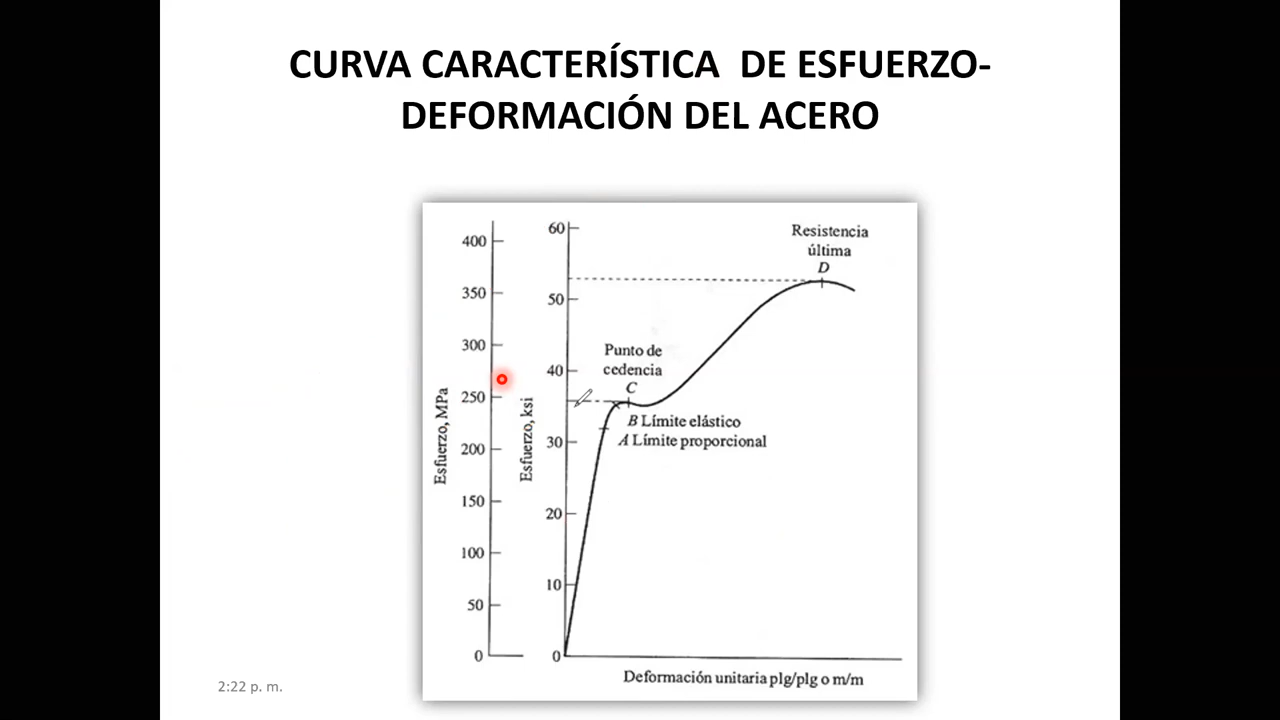 CURVA CARACTERÍSTICA DE ESFUERZO-
DEFORMACIÓN DEL ACERO
400
350
300
250
200
150
100
50
0
Esfuerzo, MPa
60
50
40
30
20
10
0
Esfuerzo, ksi
Resistencia
última
D
Punto de
cedencia
C
B Límite elástico
A Límite proporcional
Deformación unitaria plg/plg o m/m
2:22 p. m.